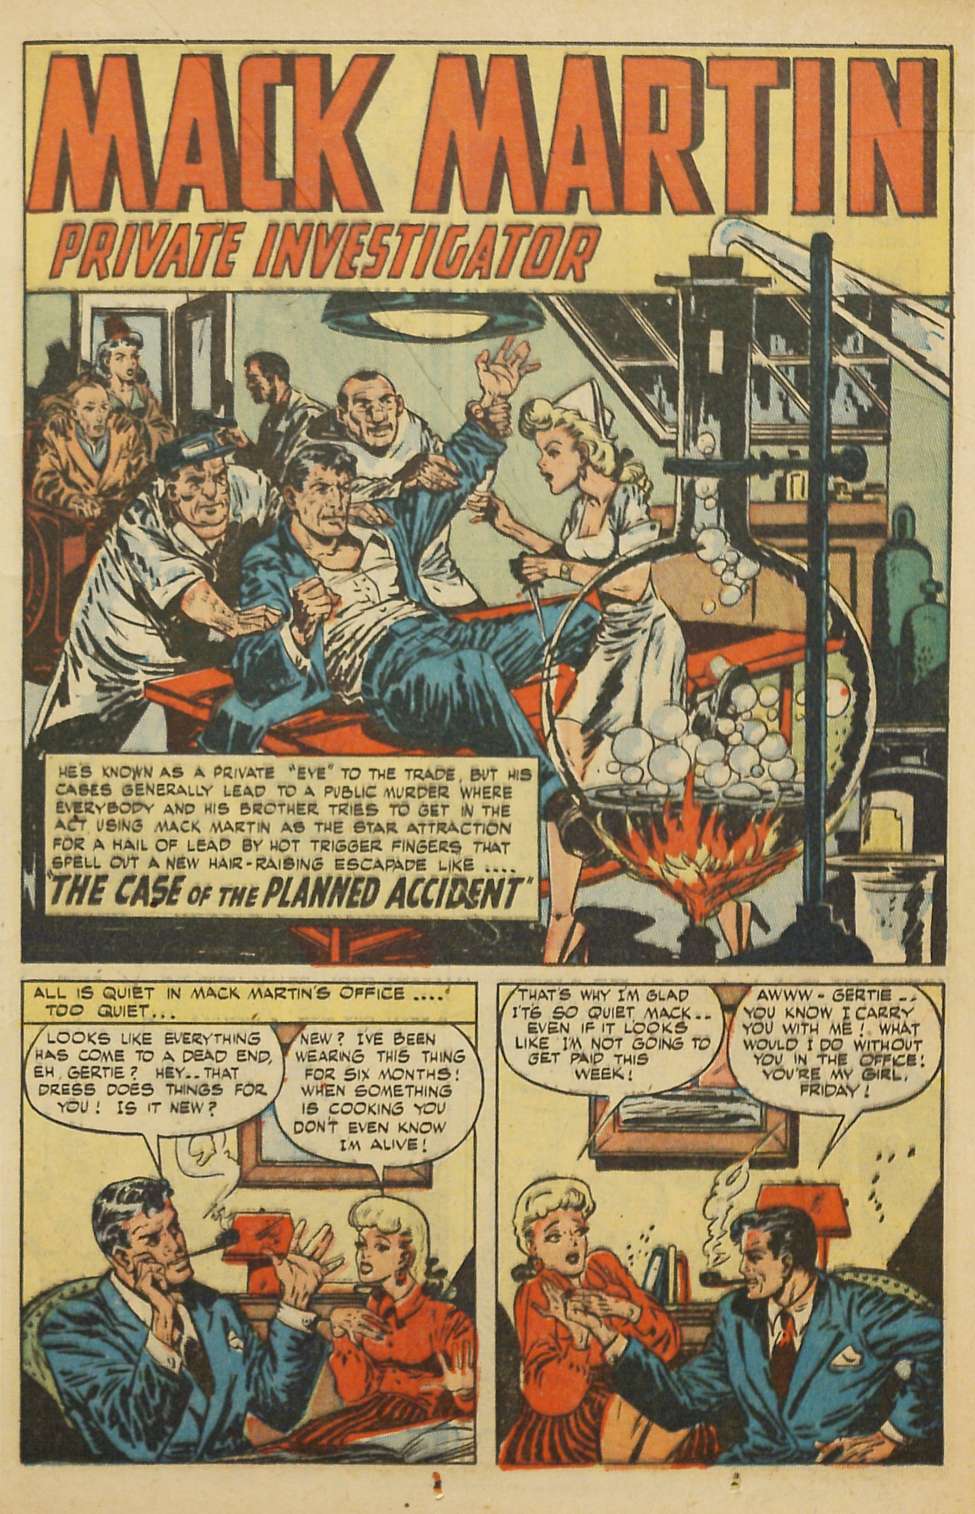 MACK MARTIN
PRIVATE INVESTIGATOR
HE'S KNOWN AS A PRIVATE "EYE" TO THE TRADE, BUT HIS
CASES GENERALLY LEAD TO A PUBLIC MURDER WHERE
EVERYBODY AND HIS BROTHER TRIES TO GET IN THE
ACT, USING MACK MARTIN AS THE STAR ATTRACTION
FOR A HAIL OF LEAD BY HOT TRIGGER FINGERS THAT
SPELL OUT A NEW HAIR-RAISING ESCAPADE LIKE ....
"THE CASE OF THE PLANNED ACCIDENT"
ALL IS QUIET IN MACK MARTIN'S OFFICE ....
TOO QUIET...
LOOKS LIKE EVERYTHING
HAS COME TO A DEAD END,
EH, GERTIE? HEY..THAT
DRESS DOES THINGS FOR
YOU! IS IT NEW?
NEW? I'VE BEEN
WEARING THIS THING
FOR SIX MONTHS!
WHEN SOMETHING
IS COOKING YOU
DON'T EVEN KNOW
I'M ALIVE!
THAT'S WHY I'M GLAD
IT'S SO QUIET, MACK..
EVEN IF IT LOOKS
LIKE I'M NOT GOING TO
GET PAID THIS
WEEK!
AWWW - GERTIE ..
YOU KNOW I CARRY
YOU WITH ME! WHAT
WOULD I DO WITHOUT
YOU IN THE OFFICE!
YOU'RE MY GIRL,
FRIDAY!